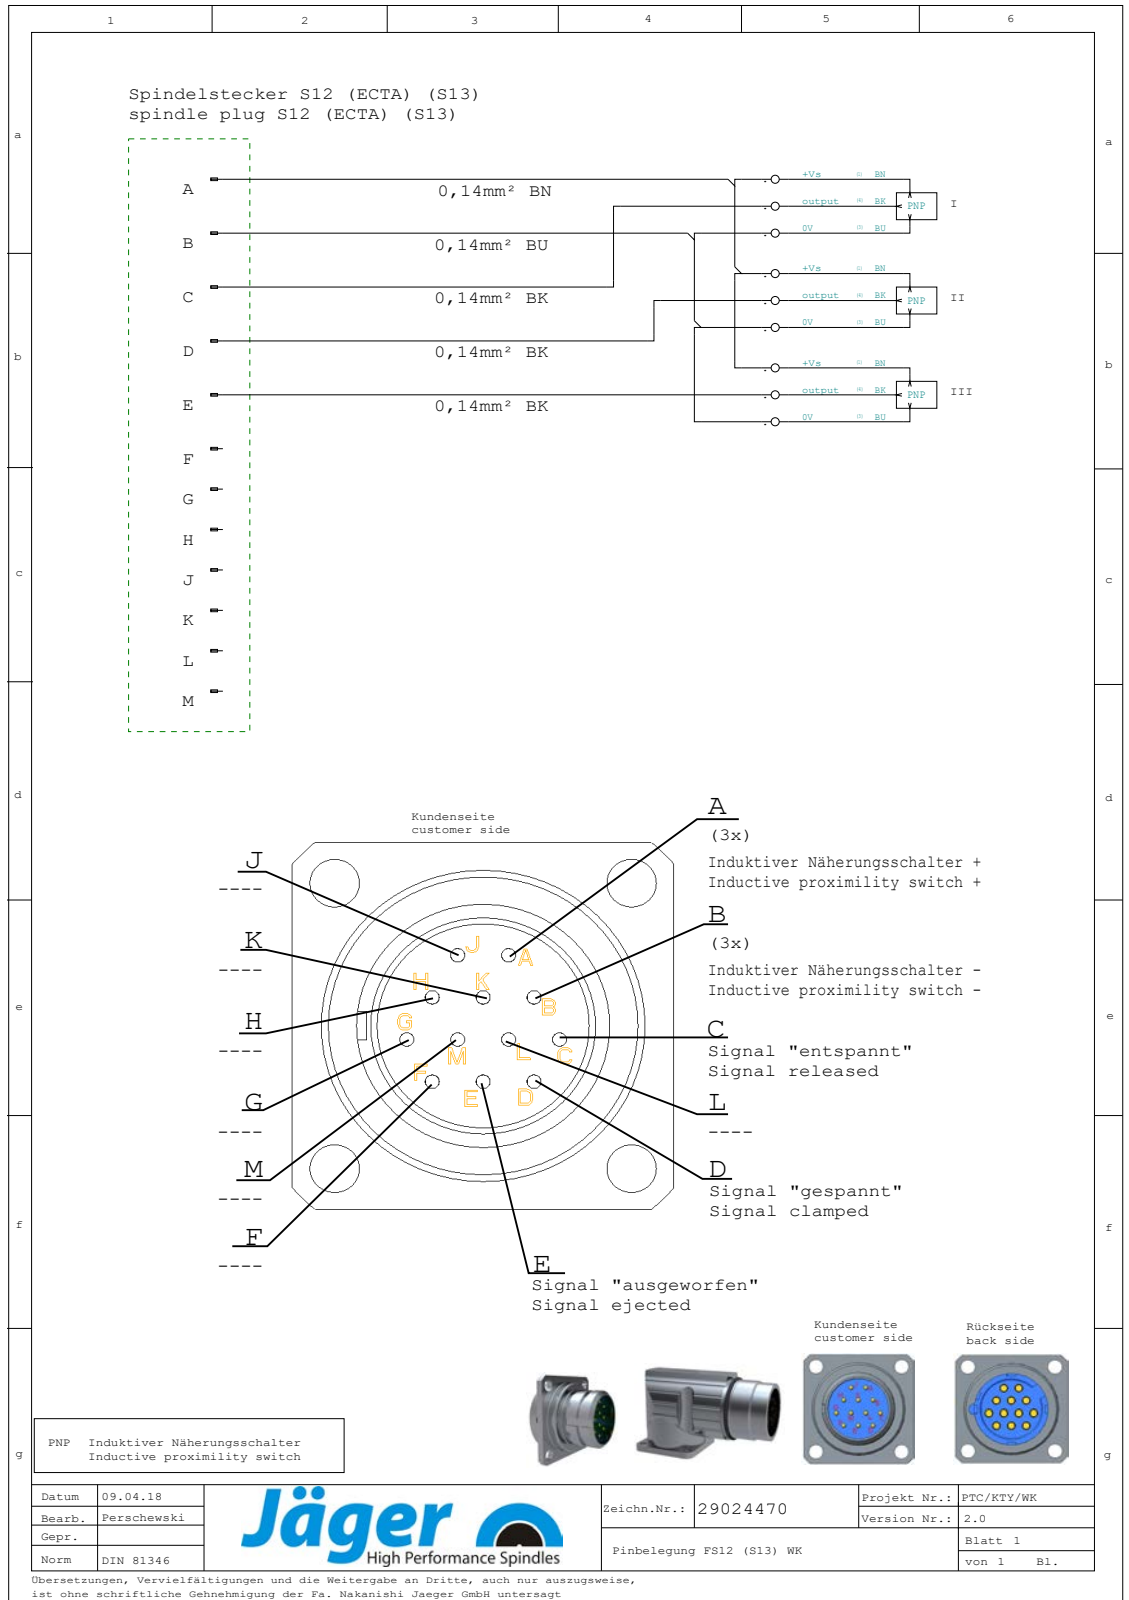 1 2 3 4 5 6
Spindelstecker S12 (ECTA) (S13)
spindle plug S12 (ECTA) (S13)
a
a
A
0,14mm² BN
B
0,14mm² BU
C
0,14mm² BK
D
0,14mm² BK
E
0,14mm² BK
F
G
H
J
K
L
M
+Vs BN
output BK
0V BU
PNP
I
+Vs BN
output BK
0V BU
PNP
II
+Vs BN
output BK
0V BU
PNP
III
b
b
c
c
d
d
e
e
f
f
g
g
Kundenseite
customer side
J
----
K
----
H
----
G
----
M
----
F
----
A
(3x)
Induktiver Näherungsschalter +
Inductive proximility switch +
B
(3x)
Induktiver Näherungsschalter -
Inductive proximility switch -
C
Signal "entspannt"
Signal released
L
----
D
Signal "gespannt"
Signal clamped
E
Signal "ausgeworfen"
Signal ejected
J
A
H
K
B
G
M
L
C
F
E
D
Kundenseite
customer side
Rückseite
back side
PNP Induktiver Näherungsschalter
Inductive proximility switch
Datum 09.04.18
Bearb. Perschewski
Gepr.
Norm DIN 81346
Jäger
High Performance Spindles
Zeichn.Nr.: 29024470
Pinbelegung FS12 (S13) WK
Projekt Nr.: PTC/KTY/WK
Version Nr.: 2.0
Blatt 1
von 1 Bl.
Übersetzungen, Vervielfältigungen und die Weitergabe an Dritte, auch nur auszugsweise,
ist ohne schriftliche Gehnehmigung der Fa. Nakanishi Jaeger GmbH untersagt